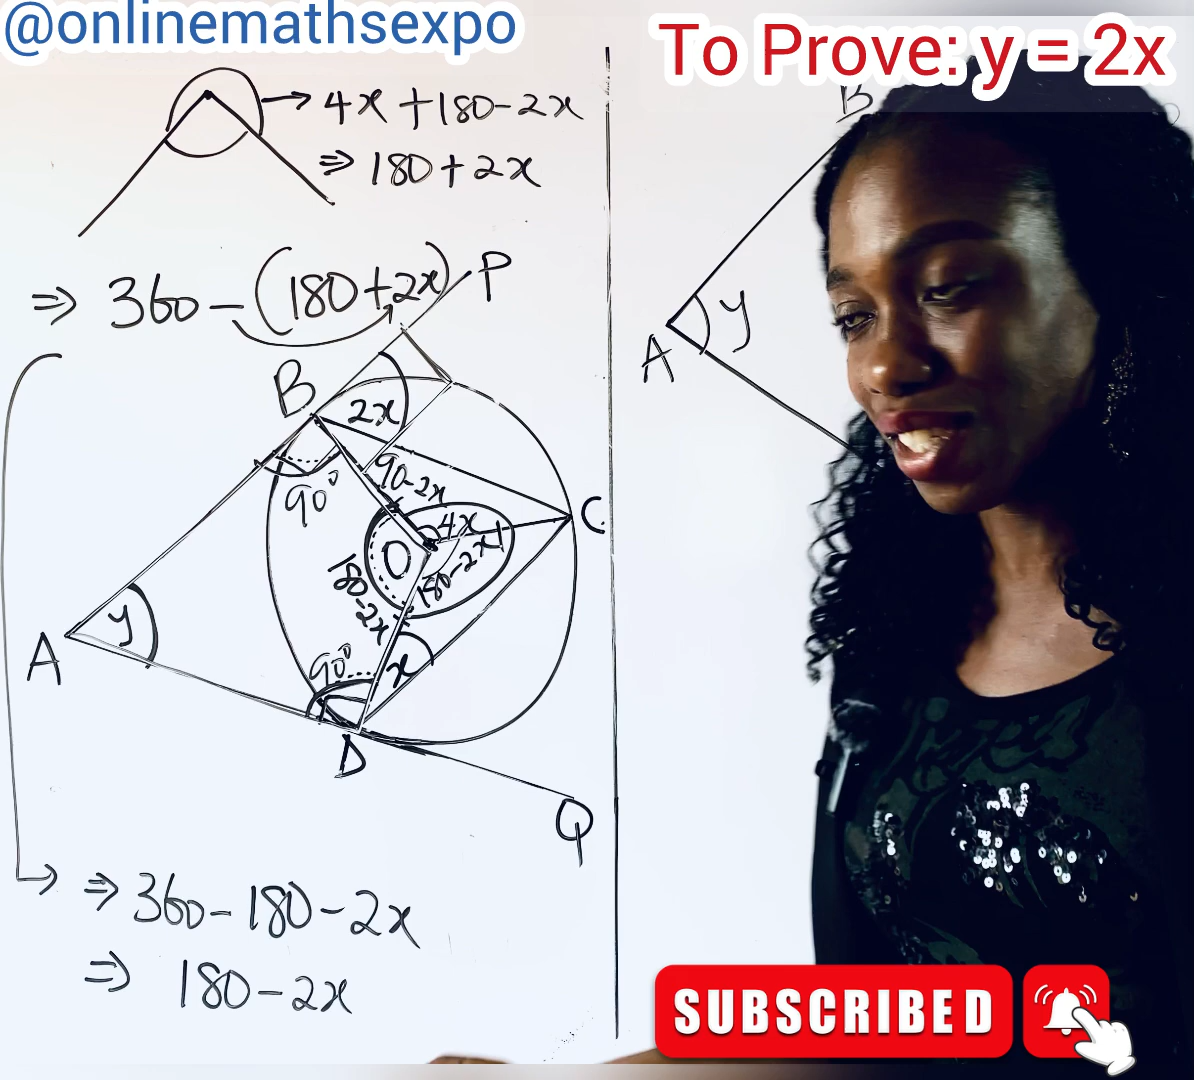 @onlinemathsexpo
To Prove: y = 2x
→ 4x + 180 - 2x
⇒ 180 + 2x
⇒ 360 - (180 + 2x)
P
B
2x
90°
90-2x
4x
C
O
180-2x
180-2x
y
A
90°
x
D
Q
→ ⇒ 360 - 180 - 2x
⇒ 180 - 2x
B
A
y
SUBSCRIBED